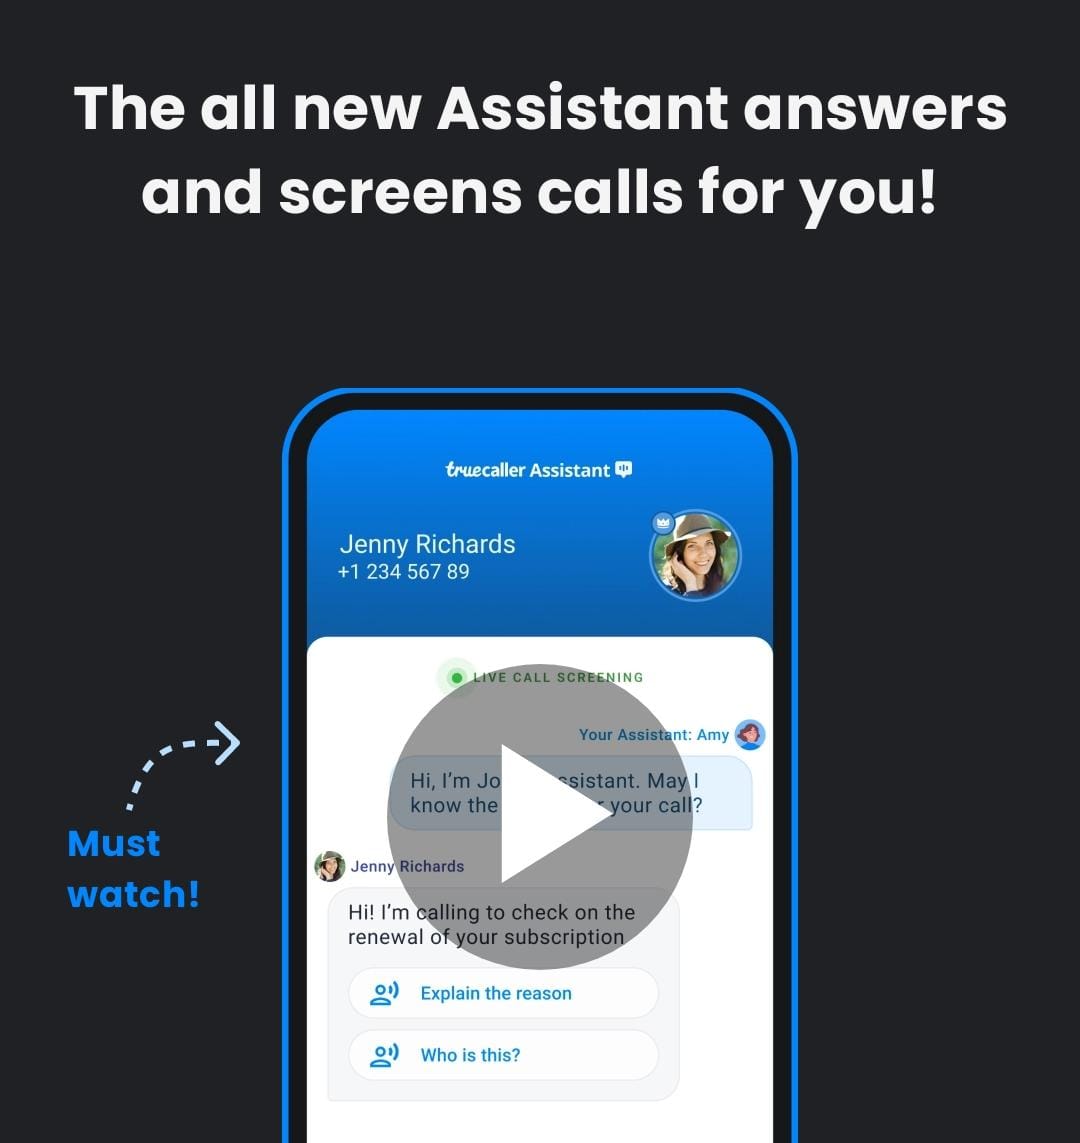 The all new Assistant answers
and screens calls for you!
truecaller Assistant
Jenny Richards
+1 234 567 89
LIVE CALL SCREENING
Your Assistant: Amy
Hi, I'm Jo ssistant. May I
know the your call?
Jenny Richards
Hi! I'm calling to check on the
renewal of your subscription
Explain the reason
Who is this?
Must
watch!